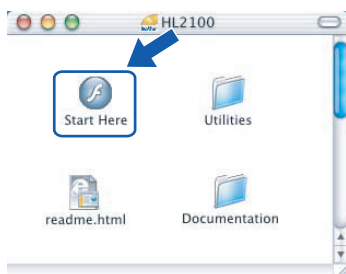 HL2100
Start Here
Utilities
readme.html
Documentation